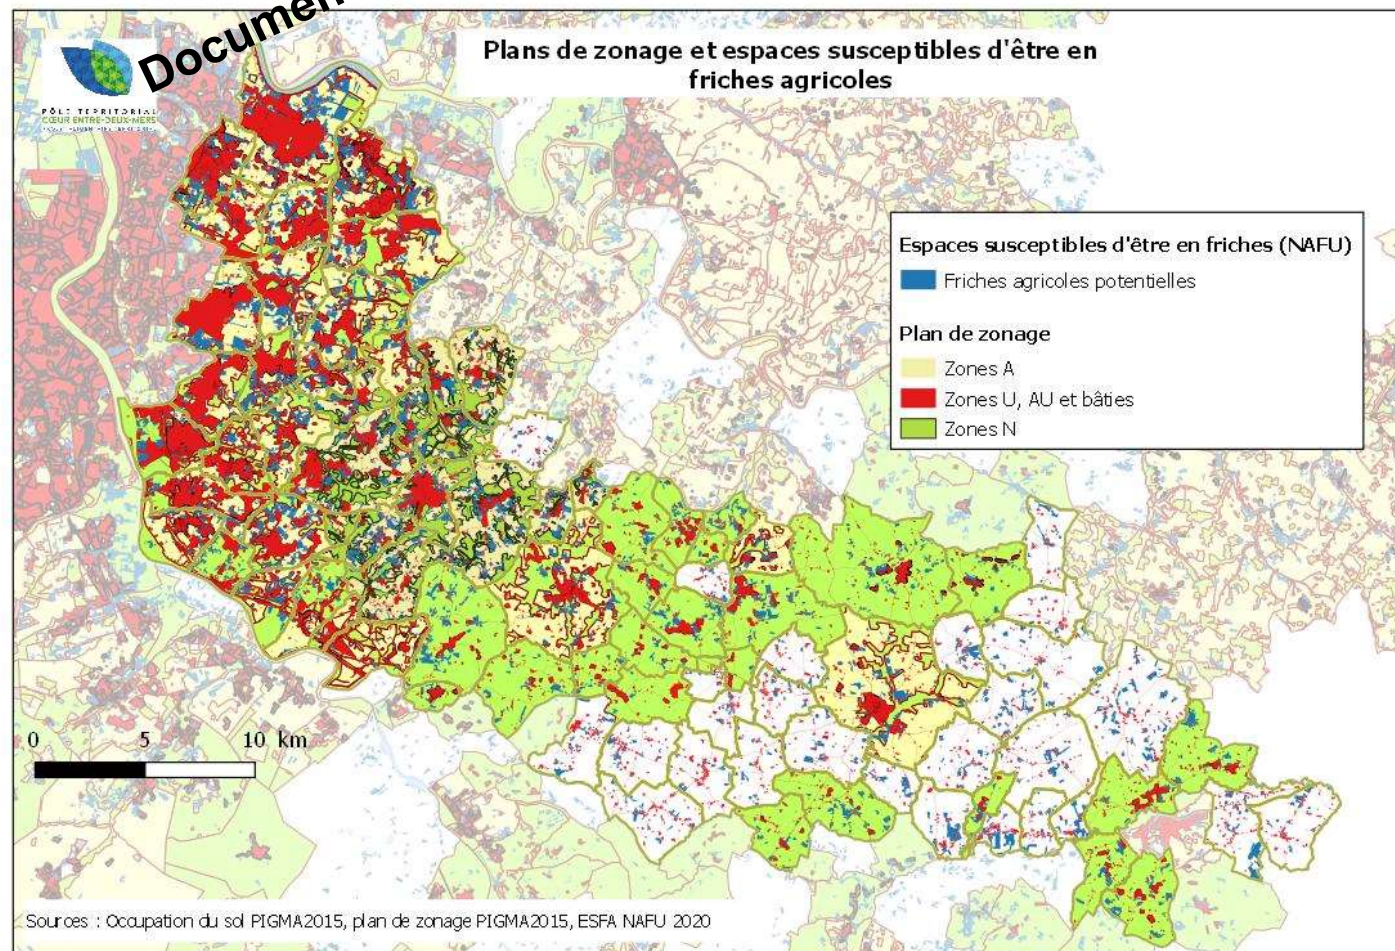 Documen
PÔLE TERRITORIAL
CŒUR ENTRE-DEUX-MERS
Plans de zonage et espaces susceptibles d'être en
friches agricoles
Espaces susceptibles d'être en friches (NAFU)
Friches agricoles potentielles
Plan de zonage
Zones A
Zones U, AU et bâties
Zones N
0 5 10 km
Sources : Occupation du sol PIGMA2015, plan de zonage PIGMA2015, ESFA NAFU 2020